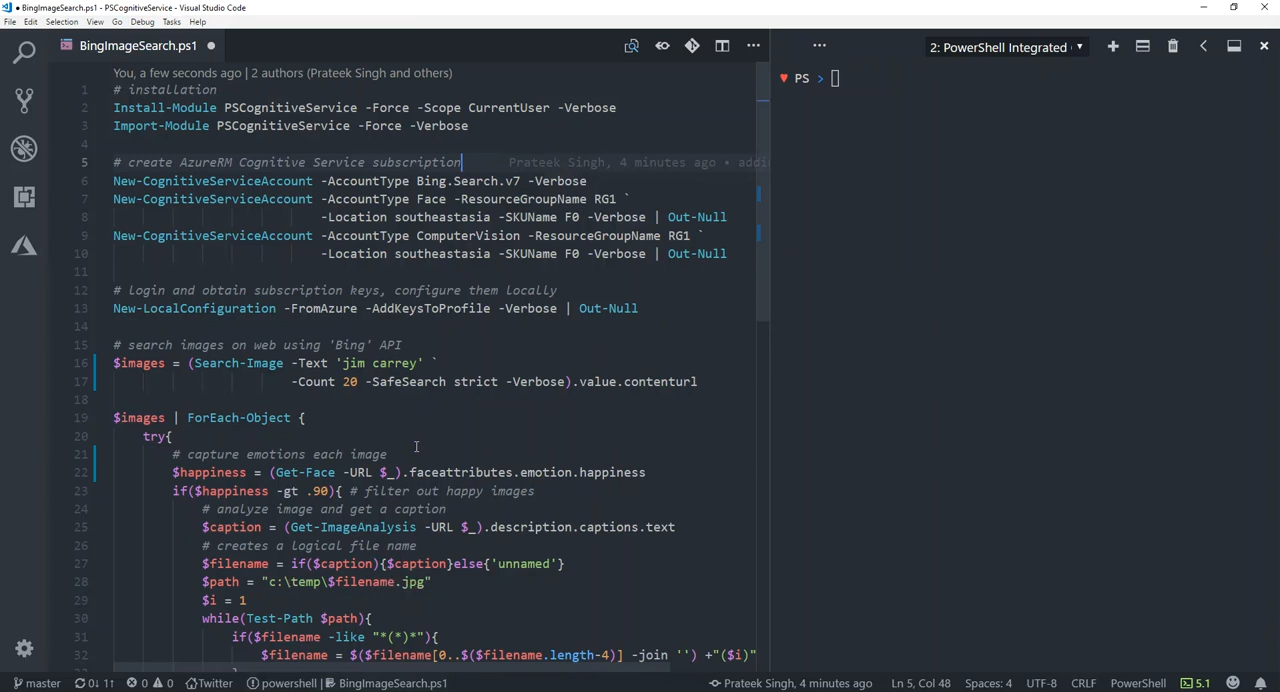 ● BingImageSearch.ps1 - PSCognitiveService - Visual Studio Code
File Edit Selection View Go Debug Tasks Help
BingImageSearch.ps1 ●
2: PowerShell Integrated
You, a few seconds ago | 2 authors (Prateek Singh and others)
♥ PS >
1 # installation
2 Install-Module PSCognitiveService -Force -Scope CurrentUser -Verbose
3 Import-Module PSCognitiveService -Force -Verbose
4
5 # create AzureRM Cognitive Service subscription Prateek Singh, 4 minutes ago • addi
6 New-CognitiveServiceAccount -AccountType Bing.Search.v7 -Verbose
7 New-CognitiveServiceAccount -AccountType Face -ResourceGroupName RG1 `
8 -Location southeastasia -SKUName F0 -Verbose | Out-Null
9 New-CognitiveServiceAccount -AccountType ComputerVision -ResourceGroupName RG1 `
10 -Location southeastasia -SKUName F0 -Verbose | Out-Null
11
12 # Login and obtain subscription keys, configure them locally
13 New-LocalConfiguration -FromAzure -AddKeysToProfile -Verbose | Out-Null
14
15 # search images on web using 'Bing' API
16 $images = (Search-Image -Text 'jim carrey' `
17 -Count 20 -SafeSearch strict -Verbose).value.contenturl
18
19 $images | ForEach-Object {
20 try{
21 # capture emotions each image
22 $happiness = (Get-Face -URL $_).faceattributes.emotion.happiness
23 if($happiness -gt .90){ # filter out happy images
24 # analyze image and get a caption
25 $caption = (Get-ImageAnalysis -URL $_).description.captions.text
26 # creates a logical file name
27 $filename = if($caption){$caption}else{'unnamed'}
28 $path = "c:\temp\$filename.jpg"
29 $i = 1
30 while(Test-Path $path){
31 if($filename -like "*(*)*"){
32 $filename = $($filename[0..$($filename.length-4)] -join '') +"($i)"
master 0↓ 1↑ 0 0 Twitter powershell | BingImageSearch.ps1 Prateek Singh, 4 minutes ago Ln 5, Col 48 Spaces: 4 UTF-8 CRLF PowerShell 5.1